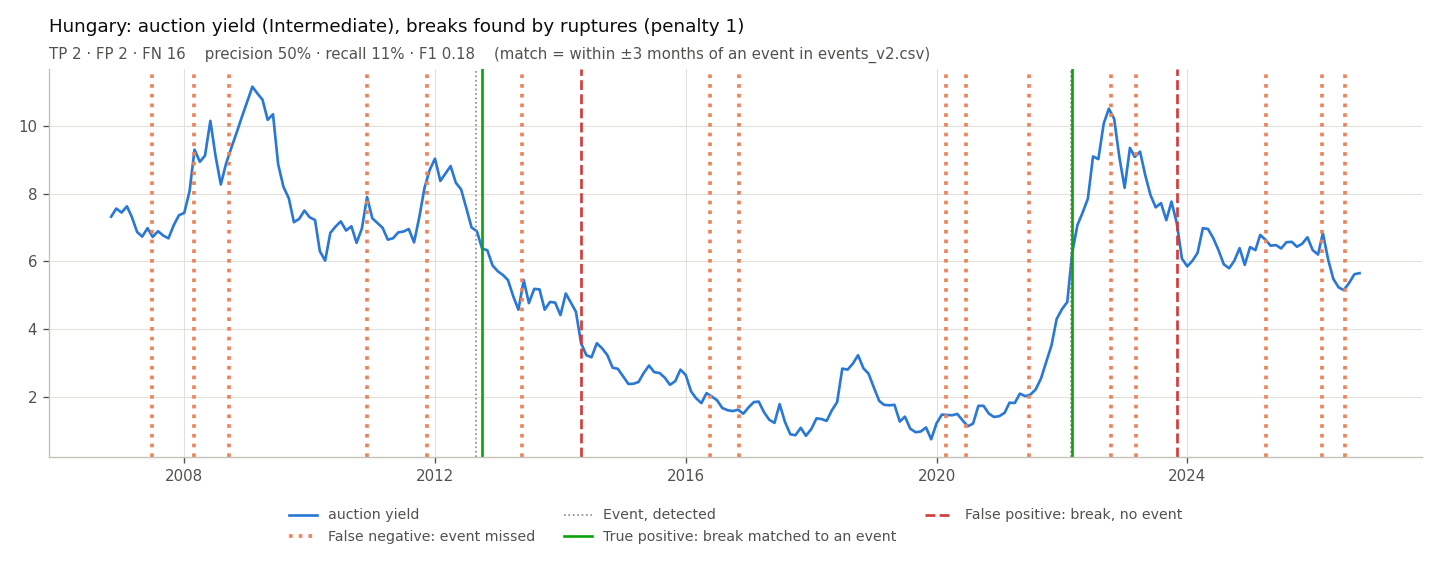 Hungary: auction yield (Intermediate), breaks found by ruptures (penalty 1)
TP 2 · FP 2 · FN 16    precision 50% · recall 11% · F1 0.18    (match = within ±3 months of an event in events_v2.csv)
10
8
6
4
2
2008 2012 2016 2020 2024
auction yield
False negative: event missed
Event, detected
True positive: break matched to an event
False positive: break, no event